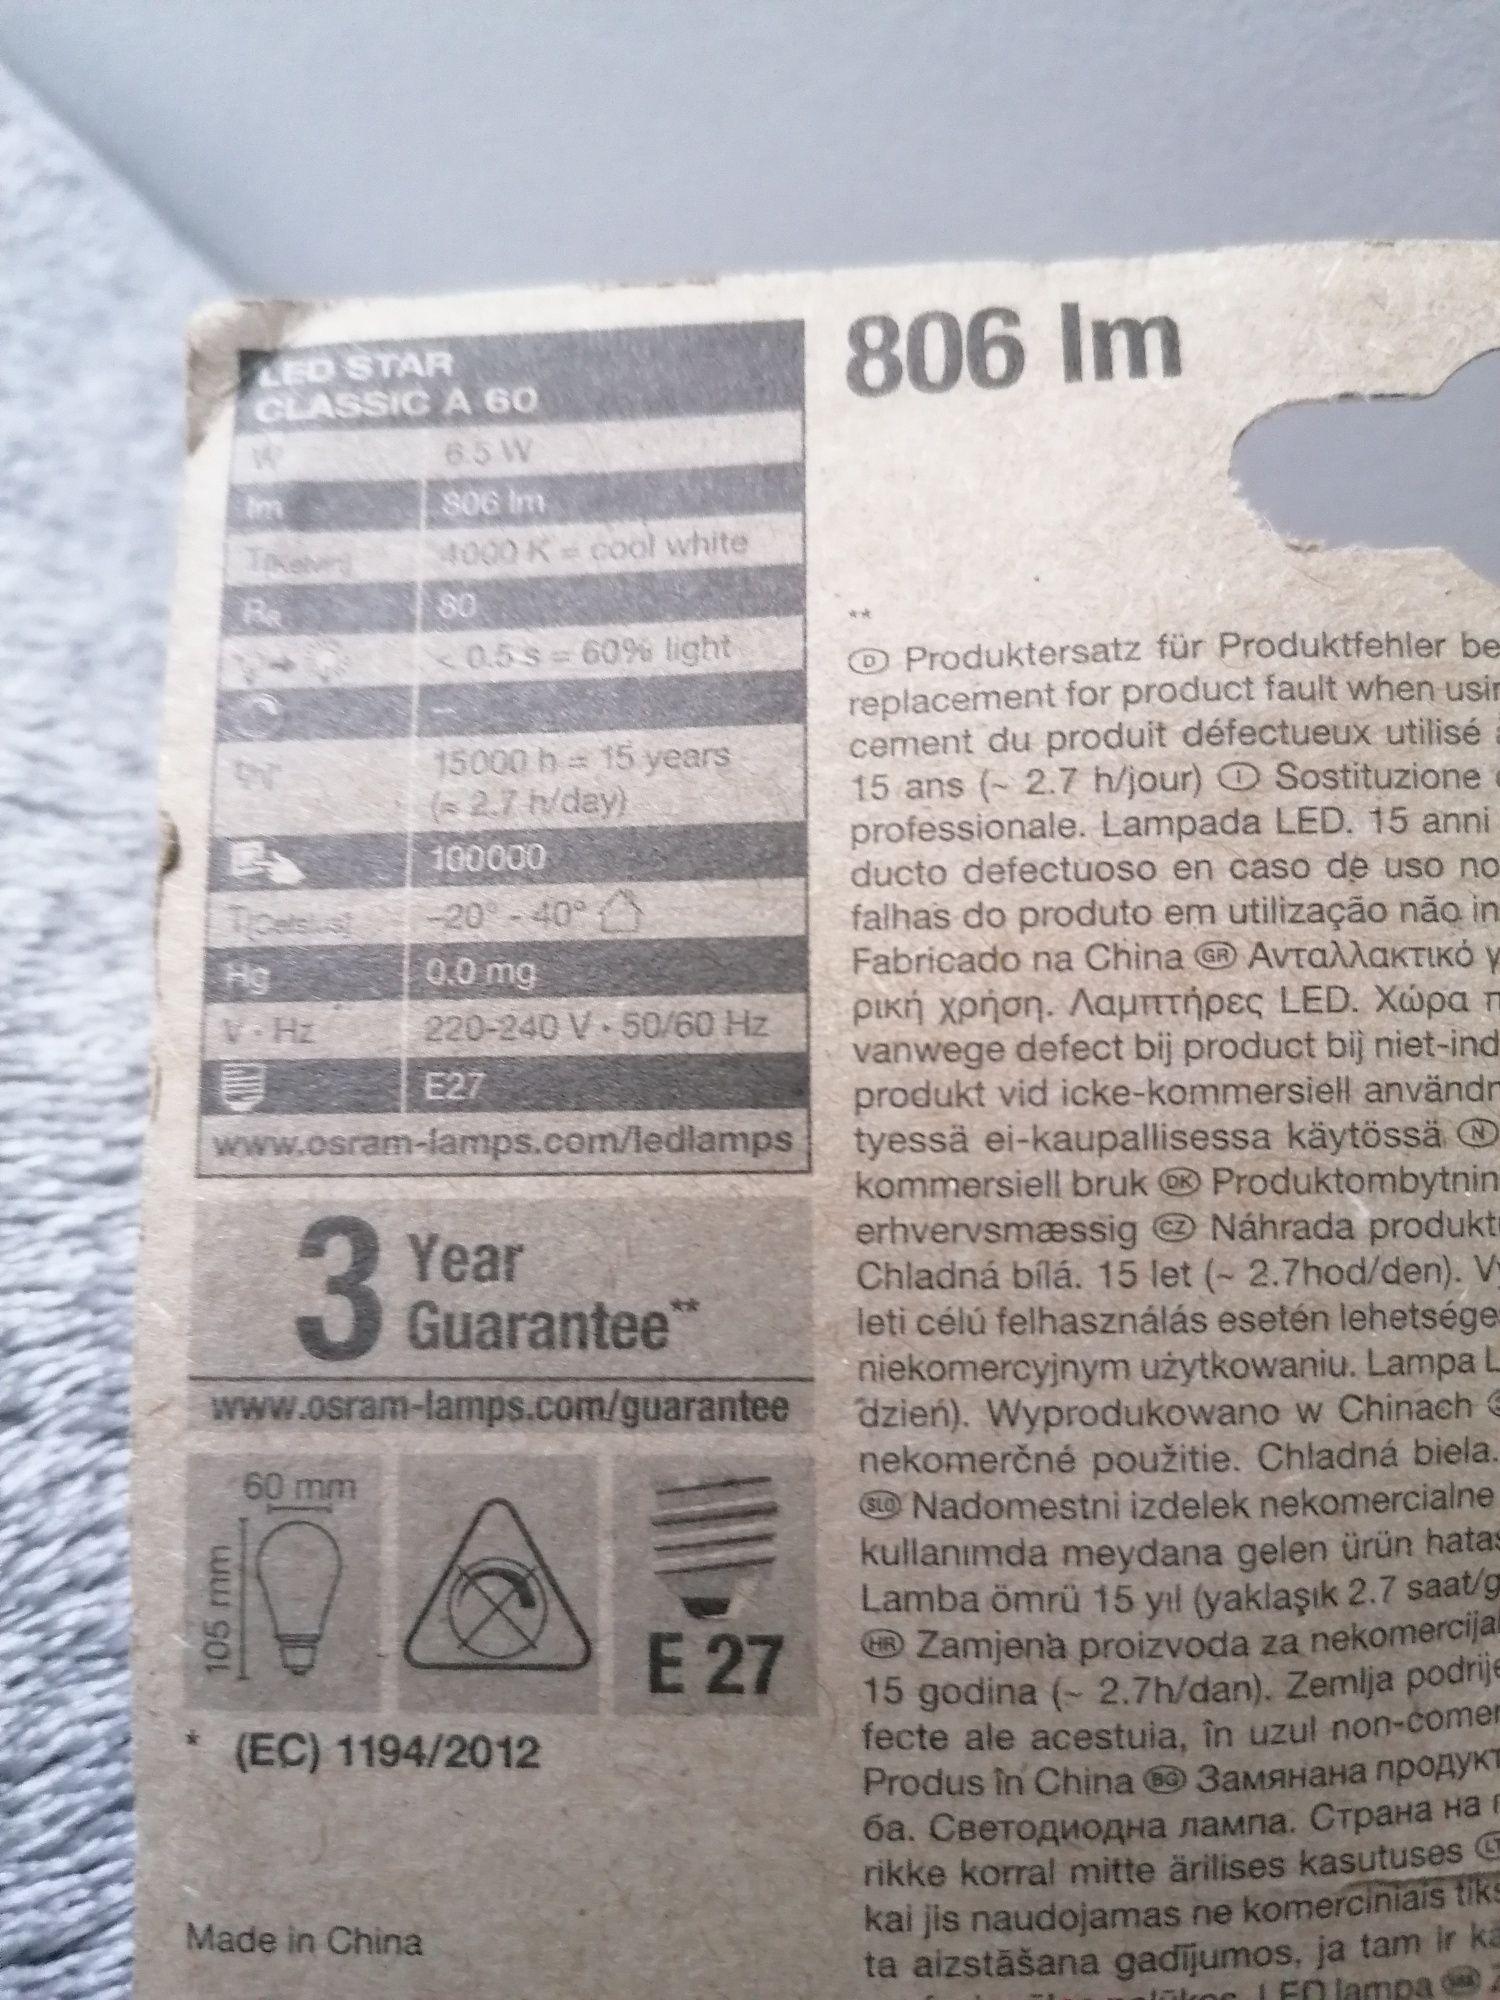 LED STAR
CLASSIC A 60
W 6.5 W
lm 806 lm
T[Kelvin] 4000 K = cool white
Ra 80
< 0.5 s = 60% light
–
15000 h = 15 years
(≈ 2.7 h/day)
100000
T[Celsius] –20° - 40°
Hg 0.0 mg
V · Hz 220-240 V · 50/60 Hz
E27
www.osram-lamps.com/ledlamps
3 Year
Guarantee**
www.osram-lamps.com/guarantee
60 mm
105 mm
E 27
* (EC) 1194/2012
Made in China
806 lm
**
(D) Produktersatz für Produktfehler be
replacement for product fault when usin
cement du produit défectueux utilisé
15 ans (~ 2.7 h/jour) (I) Sostituzione
professionale. Lampada LED. 15 anni
ducto defectuoso en caso de uso no
falhas do produto em utilização não in
Fabricado na China (GR) Ανταλλακτικό γ
ρική χρήση. Λαμπτήρες LED. Χώρα π
vanwege defect bij product bij niet-ind
produkt vid icke-kommersiell användn
tyessä ei-kaupallisessa käytössä (N)
kommersiell bruk (DK) Produktombytnin
erhvervsmæssig (CZ) Náhrada produkt
Chladná bílá. 15 let (~ 2.7hod/den). V
leti célú felhasználás esetén lehetsége
niekomercyjnym użytkowaniu. Lampa L
dzień). Wyprodukowano w Chinach
nekomerčné použitie. Chladná biela.
(SLO) Nadomestni izdelek nekomercialne
kullanımda meydana gelen ürün hatas
Lamba ömrü 15 yıl (yaklaşık 2.7 saat/g
(HR) Zamjena proizvoda za nekomercija
15 godina (~ 2.7h/dan). Zemlja podrije
fecte ale acestuia, în uzul non-comer
Produs în China (BG) Замянана продукт
ба. Светодиодна лампа. Страна на п
rikke korral mitte ärilises kasutuses (LT
kai jis naudojamas ne komerciniais tiks
ta aizstāšana gadījumos, ja tam ir kā
LED lampa